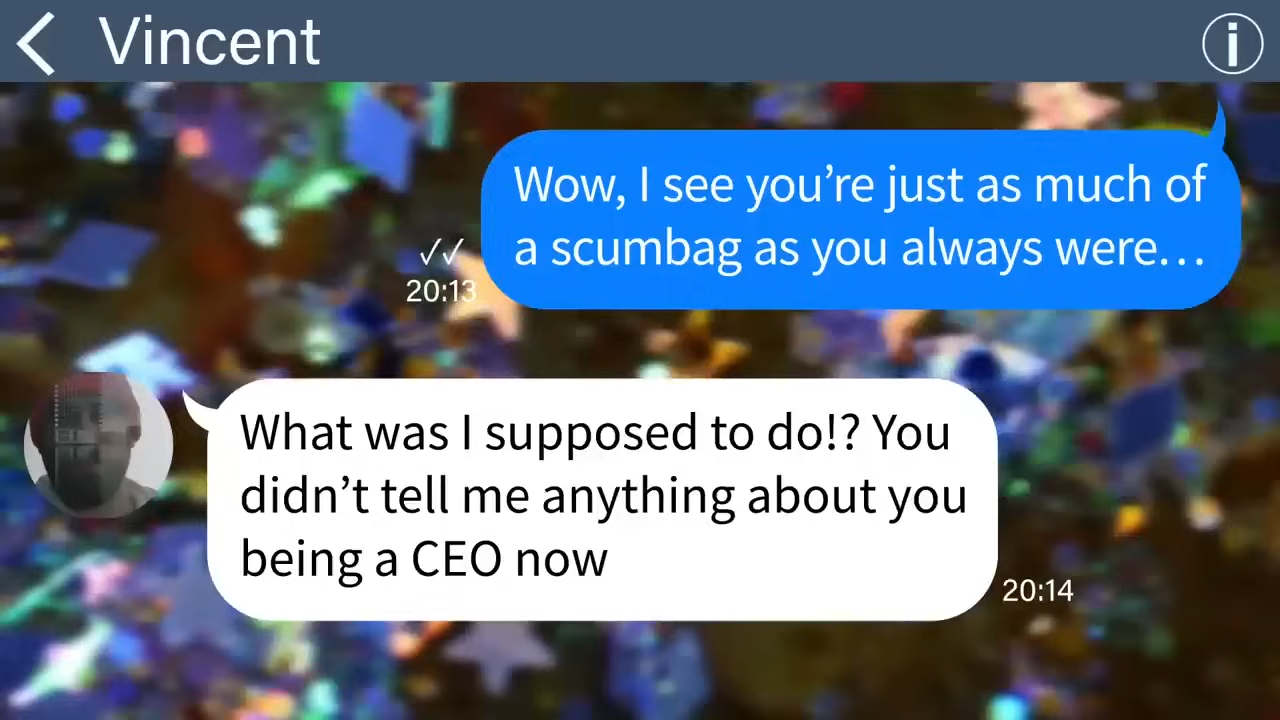 Vincent
Wow, I see you’re just as much of
a scumbag as you always were…
20:13
What was I supposed to do!? You
didn’t tell me anything about you
being a CEO now
20:14